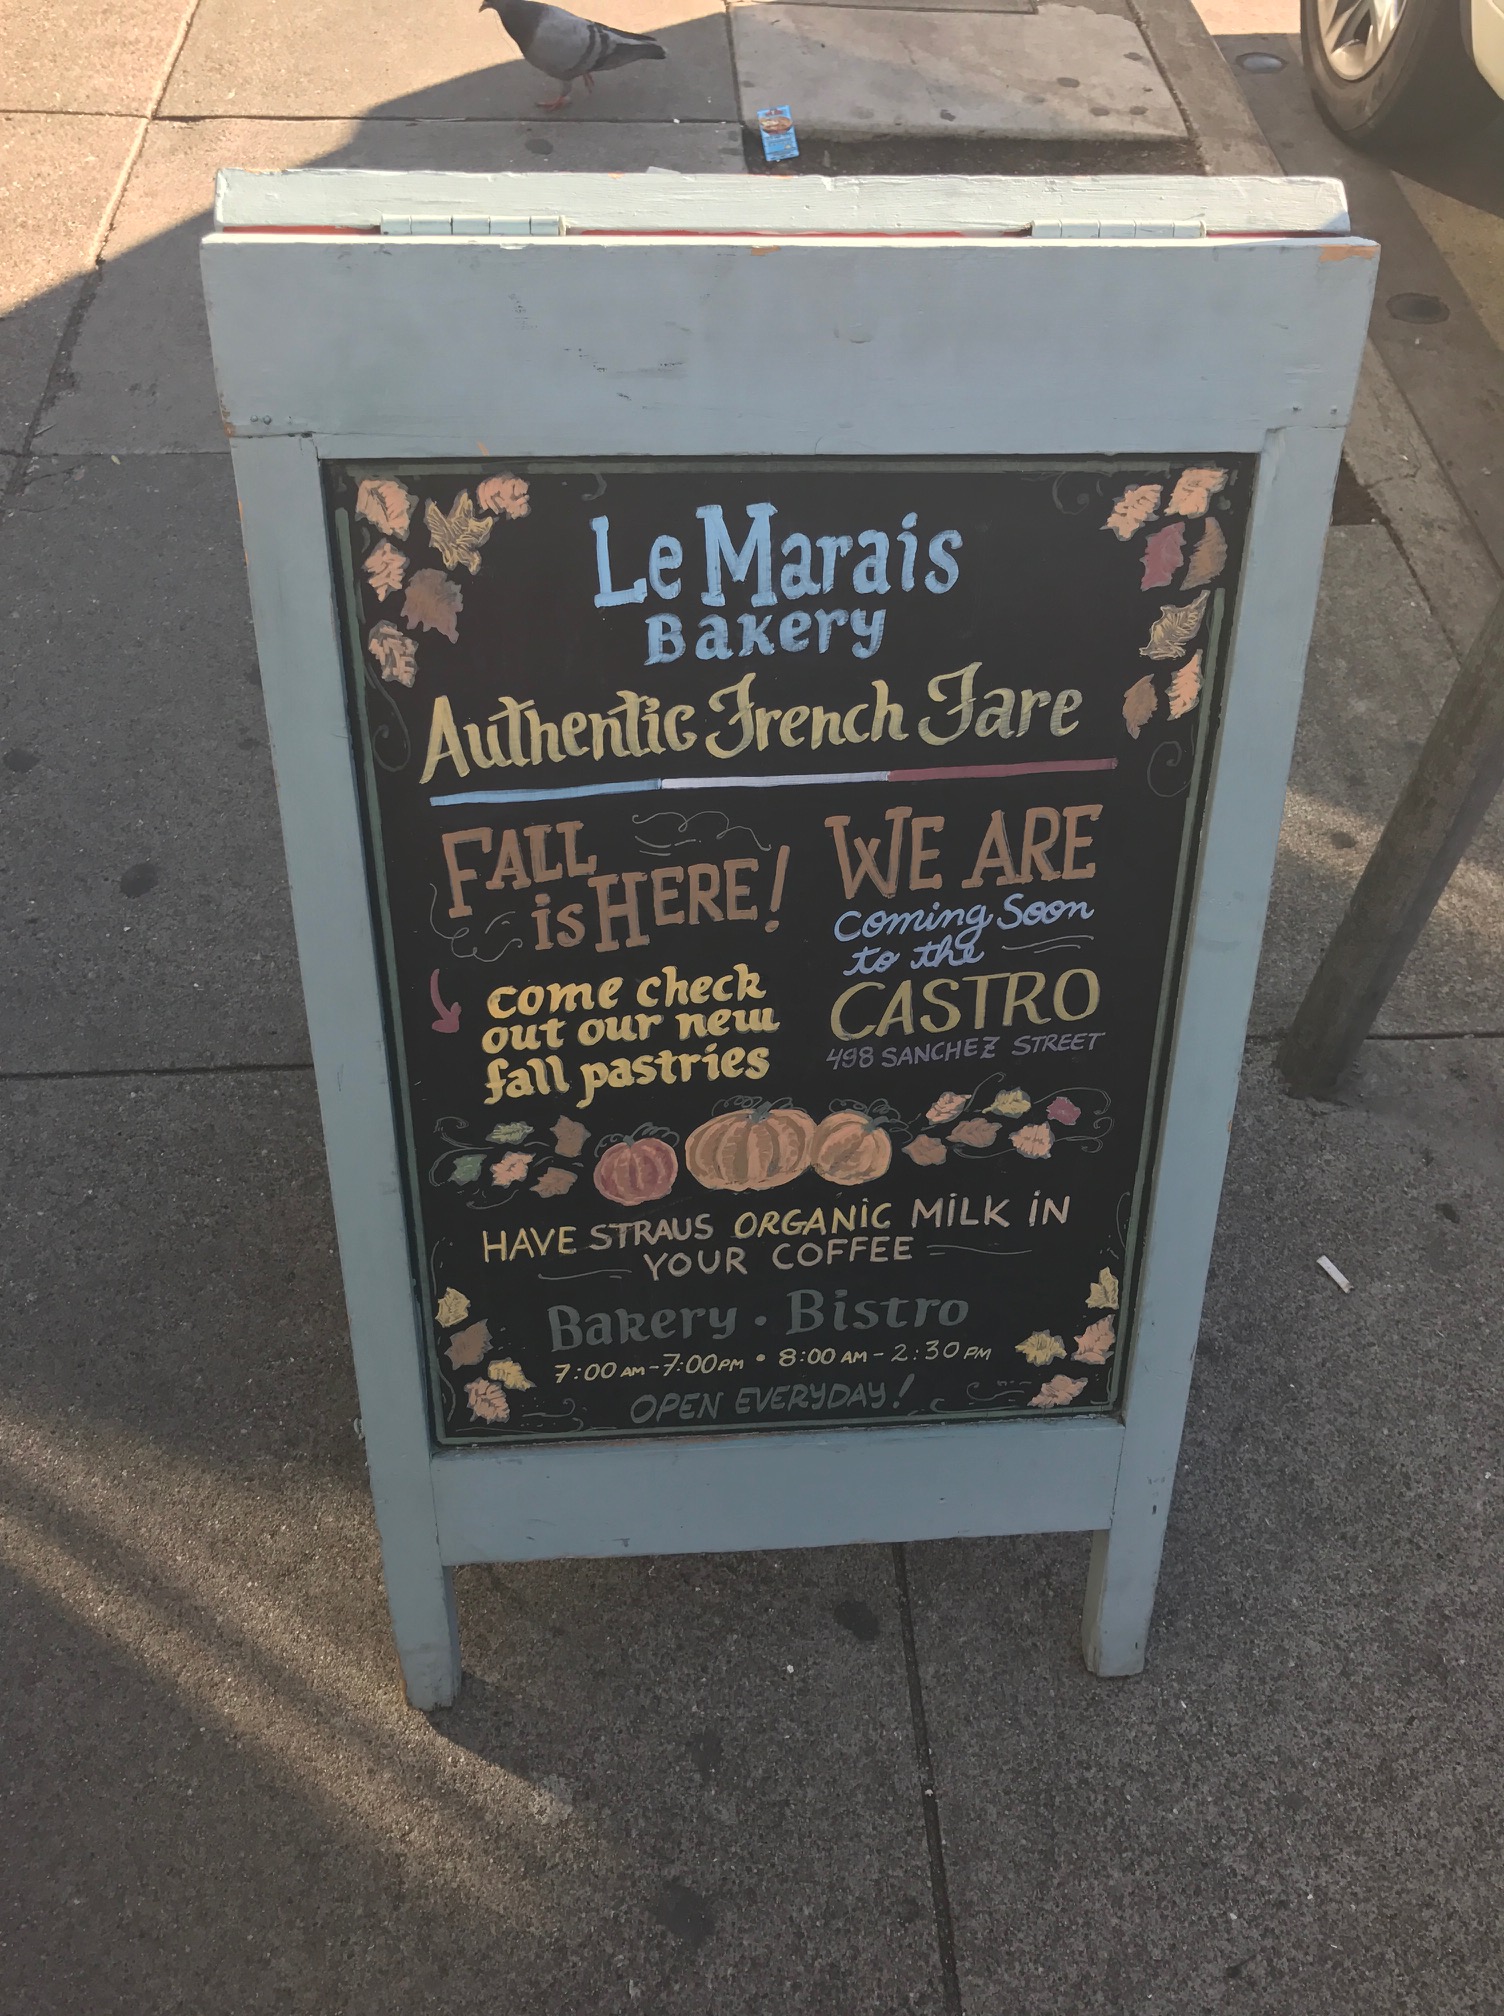 Le Marais
Bakery
Authentic French Fare
FALL
is HERE!
come check
out our new
fall pastries
WE ARE
Coming Soon
to the
CASTRO
498 SANCHEZ STREET
HAVE STRAUS ORGANIC MILK IN
YOUR COFFEE
Bakery · Bistro
7:00 AM-7:00PM • 8:00 AM - 2:30 PM
OPEN EVERYDAY!